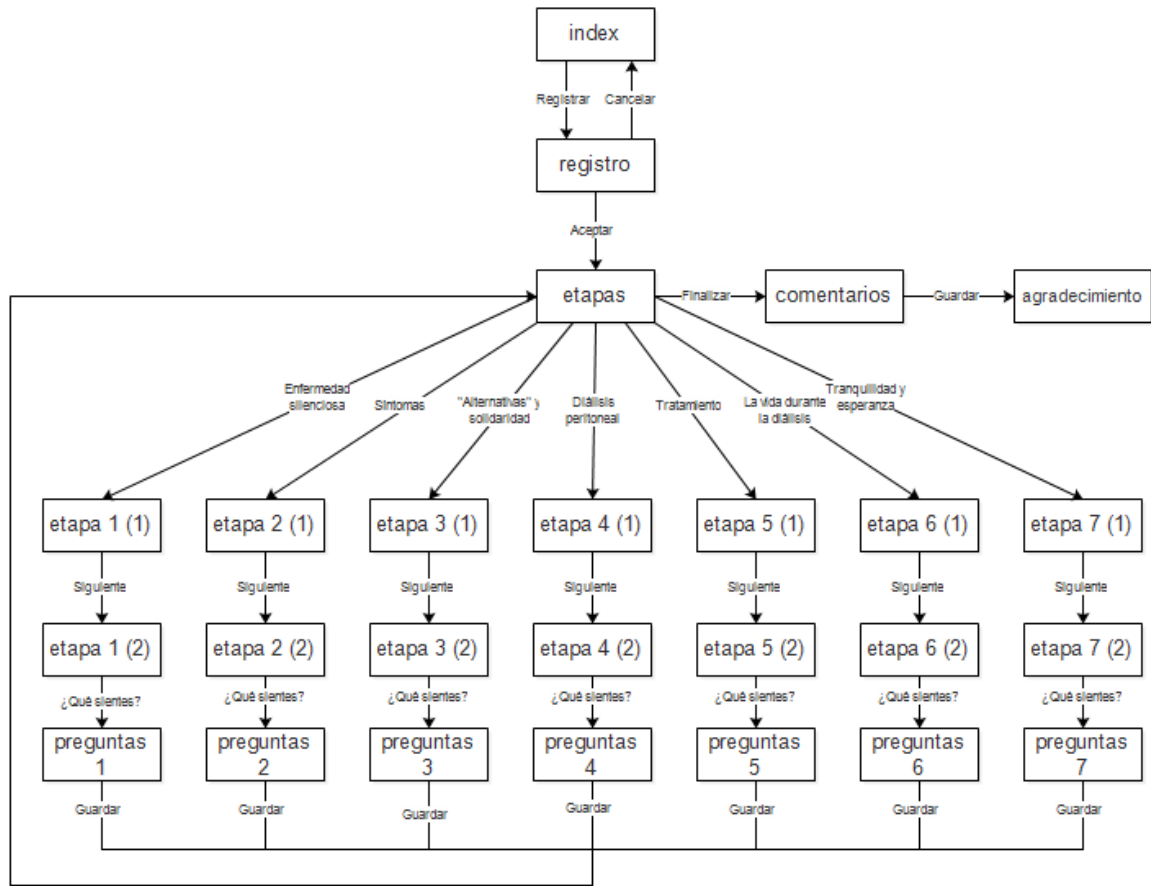 index
Registrar
Cancelar
registro
Aceptar
etapas
Finalizar
comentarios
Guardar
agradecimiento
Enfermedad
silenciosa
Síntomas
"Alternativas" y
solidaridad
Diálisis
peritoneal
Tratamiento
La vida durante
la diálisis
Tranquilidad y
esperanza
etapa 1 (1)
etapa 2 (1)
etapa 3 (1)
etapa 4 (1)
etapa 5 (1)
etapa 6 (1)
etapa 7 (1)
Siguiente
Siguiente
Siguiente
Siguiente
Siguiente
Siguiente
Siguiente
etapa 1 (2)
etapa 2 (2)
etapa 3 (2)
etapa 4 (2)
etapa 5 (2)
etapa 6 (2)
etapa 7 (2)
¿Qué sientes?
¿Qué sientes?
¿Qué sientes?
¿Qué sientes?
¿Qué sientes?
¿Qué sientes?
¿Qué sientes?
preguntas
1
preguntas
2
preguntas
3
preguntas
4
preguntas
5
preguntas
6
preguntas
7
Guardar
Guardar
Guardar
Guardar
Guardar
Guardar
Guardar